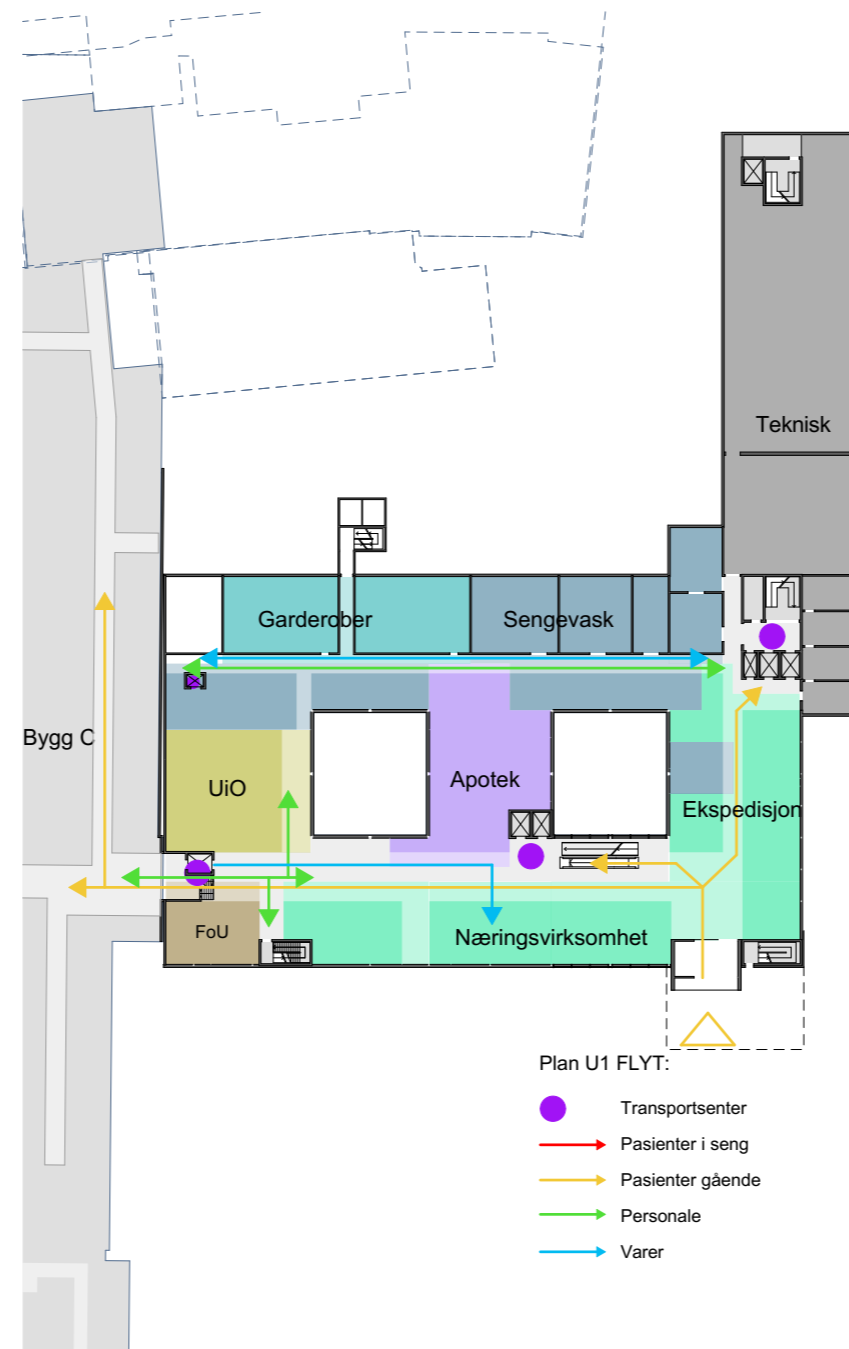 Teknisk
Garderober
Sengevask
Bygg C
UiO
Apotek
Ekspedisjon
FoU
Næringsvirksomhet
Plan U1 FLYT:
Transportsenter
Pasienter i seng
Pasienter gående
Personale
Varer